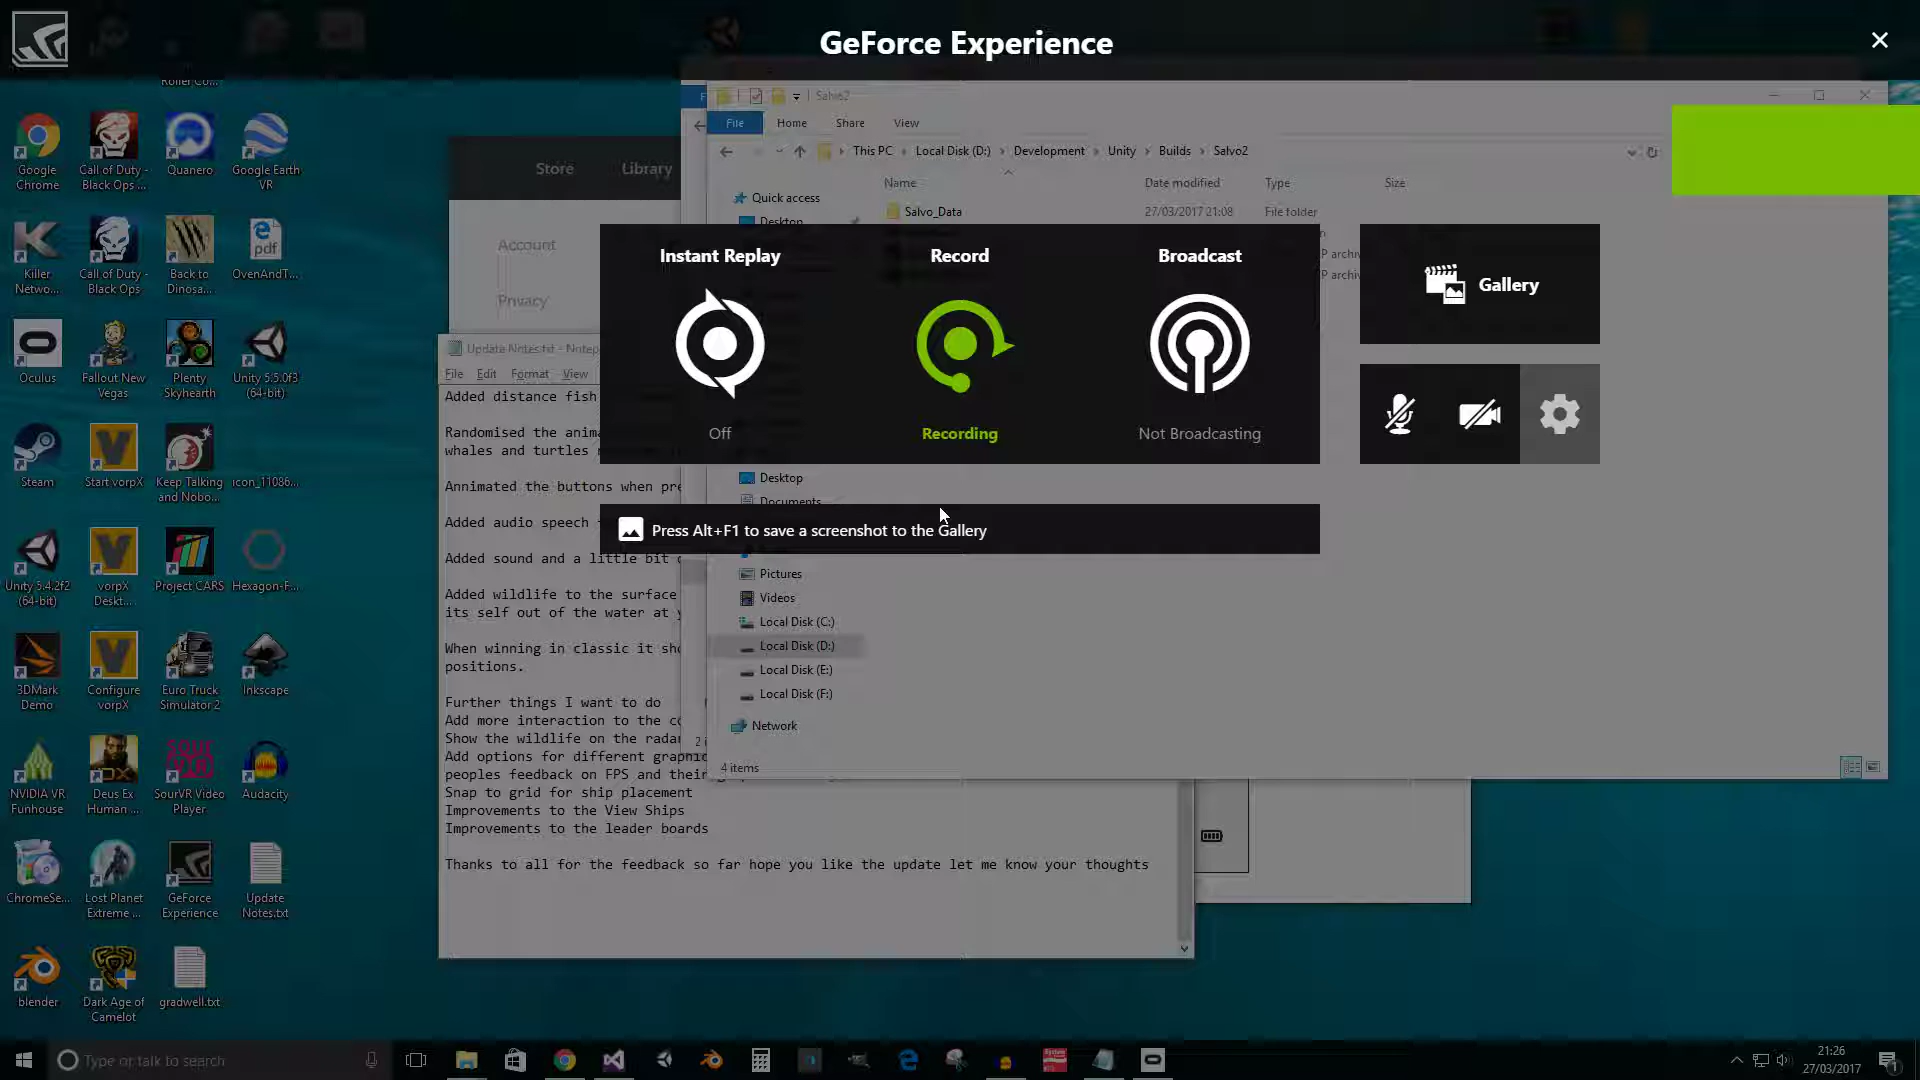 GeForce Experience
Roller Co...
Salvo2
File Home Share View
This PC Local Disk (D:) Development Unity Builds Salvo2
Name Date modified Type Size
Quick access
Desktop
Salvo_Data 27/03/2017 21:08 File folder
P archiv
P archiv
Store Library
Account
Privacy
Instant Replay
Off
Record
Recording
Broadcast
Not Broadcasting
Gallery
Press Alt+F1 to save a screenshot to the Gallery
Desktop
Documents
Pictures
Videos
Local Disk (C:)
Local Disk (D:)
Local Disk (E:)
Local Disk (F:)
Network
4 items
Update Notes.txt - Notep
File Edit Format View
Added distance fish
Randomised the anima
whales and turtles
Annimated the buttons when pre
Added audio speech
Added sound and a little bit
Added wildlife to the surface
its self out of the water at
When winning in classic it sho
positions.
Further things I want to do
Add more interaction to the co
Show the wildlife on the radar
Add options for different graphic
peoples feedback on FPS and their
Snap to grid for ship placement
Improvements to the View Ships
Improvements to the leader boards
Thanks to all for the feedback so far hope you like the update let me know your thoughts
Google Chrome
Call of Duty - Black Ops ...
Quanero
Google Earth VR
Killer Netwo...
Call of Duty - Black Ops
Back to Dinosa...
OvenAndT...
Oculus
Fallout New Vegas
Plenty Skyhearth
Unity 5.5.0f3 (64-bit)
Steam
Start vorpX
Keep Talking and Nobo...
icon_11086...
Unity 5.4.2f2 (64-bit)
vorpX Deskt...
Project CARS
Hexagon-F...
3DMark Demo
Configure vorpX
Euro Truck Simulator 2
Inkscape
NVIDIA VR Funhouse
Deus Ex Human ...
SourVR Video Player
Audacity
ChromeSe...
Lost Planet Extreme ...
GeForce Experience
Update Notes.txt
blender
Dark Age of Camelot
gradwell.txt
Type or talk to search
21:26
27/03/2017